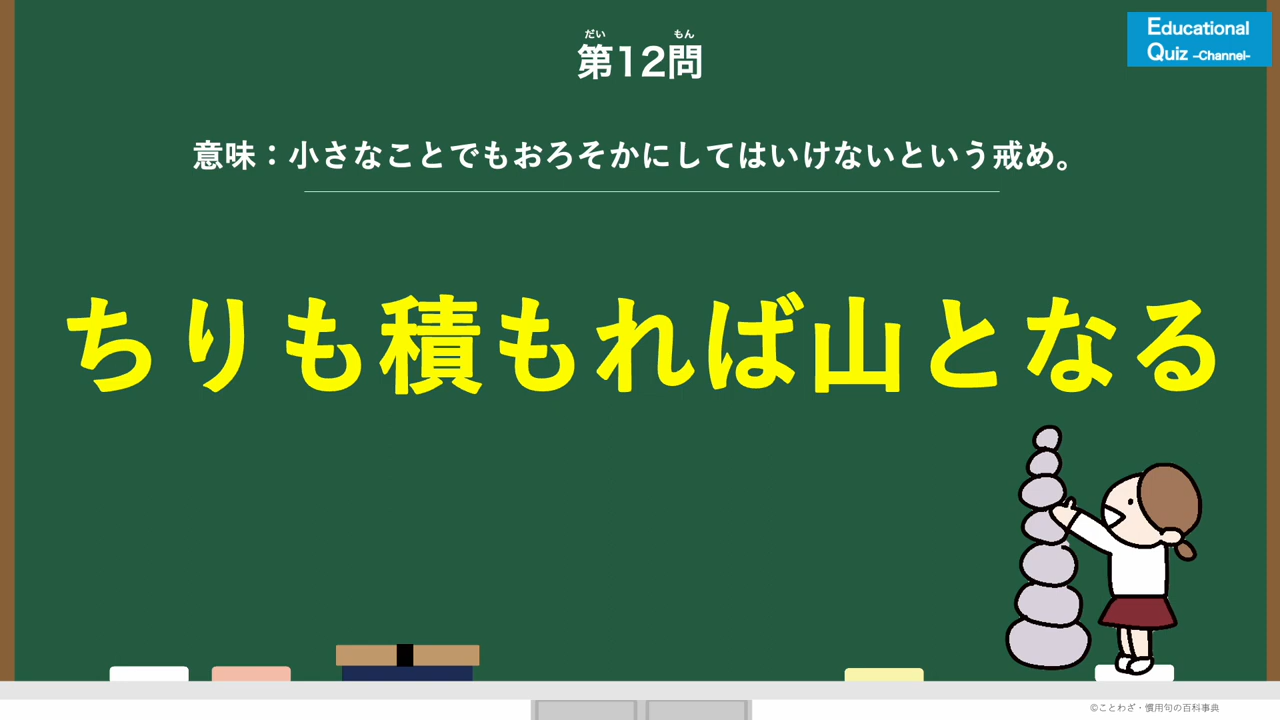 だい もん
第12問
Educational
Quiz -Channel-
意味：小さなことでもおろそかにしてはいけないという戒め。
ちりも積もれば山となる
©ことわざ・慣用句の百科事典